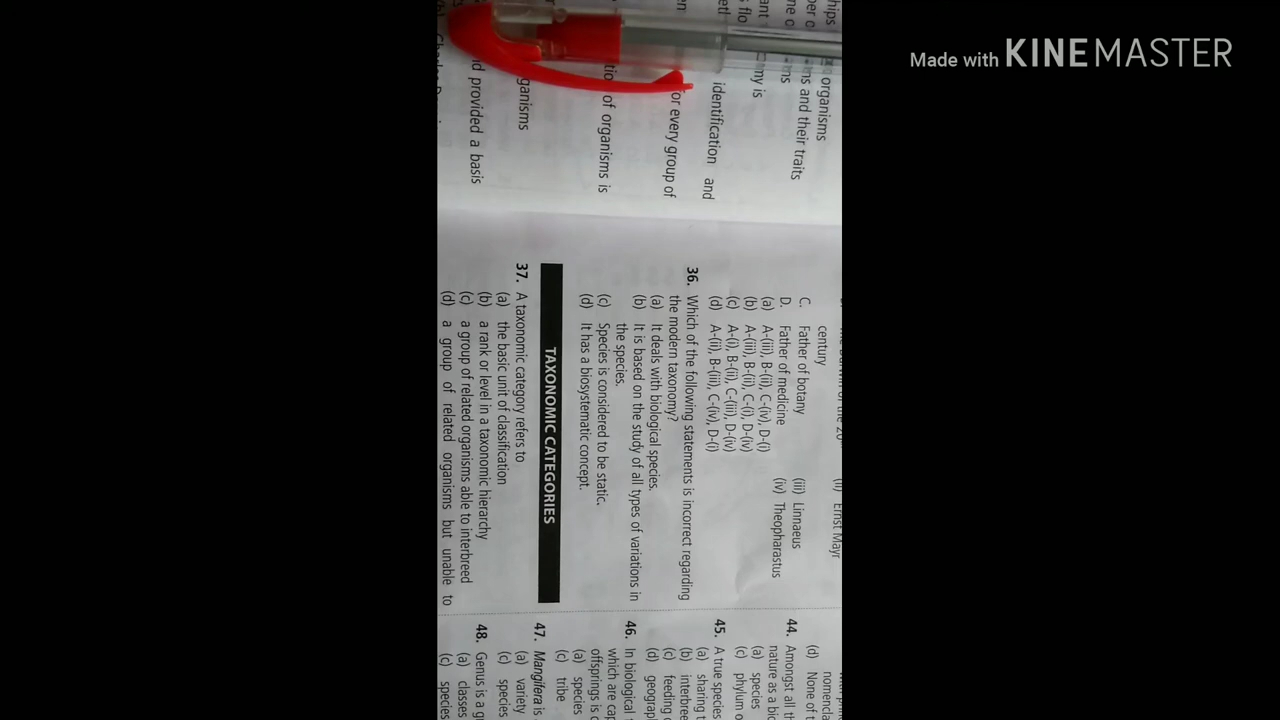 Made with KINEMASTER
hips
organisms
ms and their traits
my is
identification and
or every group of
of organisms is
ganisms
d provided a basis
century
(ii) Ernst Mayr
C. Father of botany (iii) Linnaeus
D. Father of medicine (iv) Theopharastus
(a) A-(iii), B-(ii), C-(iv), D-(i)
(b) A-(iii), B-(ii), C-(i), D-(iv)
(c) A-(i), B-(ii), C-(iii), D-(iv)
(d) A-(ii), B-(iii), C-(iv), D-(i)
36. Which of the following statements is incorrect regarding
the modern taxonomy?
(a) It deals with biological species.
(b) It is based on the study of all types of variations in
the species.
(c) Species is considered to be static.
(d) It has a biosystematic concept.
TAXONOMIC CATEGORIES
37. A taxonomic category refers to
(a) the basic unit of classification
(b) a rank or level in a taxonomic hierarchy
(c) a group of related organisms able to interbreed
(d) a group of related organisms but unable to
nomencla
(d) None of t
44. Amongst all th
nature as a bio
(a) species
(c) phylum o
45. A true species
(a) sharing t
(b) interbree
(c) feeding
(d) geograp
46. In biological
which are cap
offsprings is
(a) species
(c) tribe
47. Mangifera is
(a) variety
(c) species
48. Genus is a g
(a) classes
(c) species